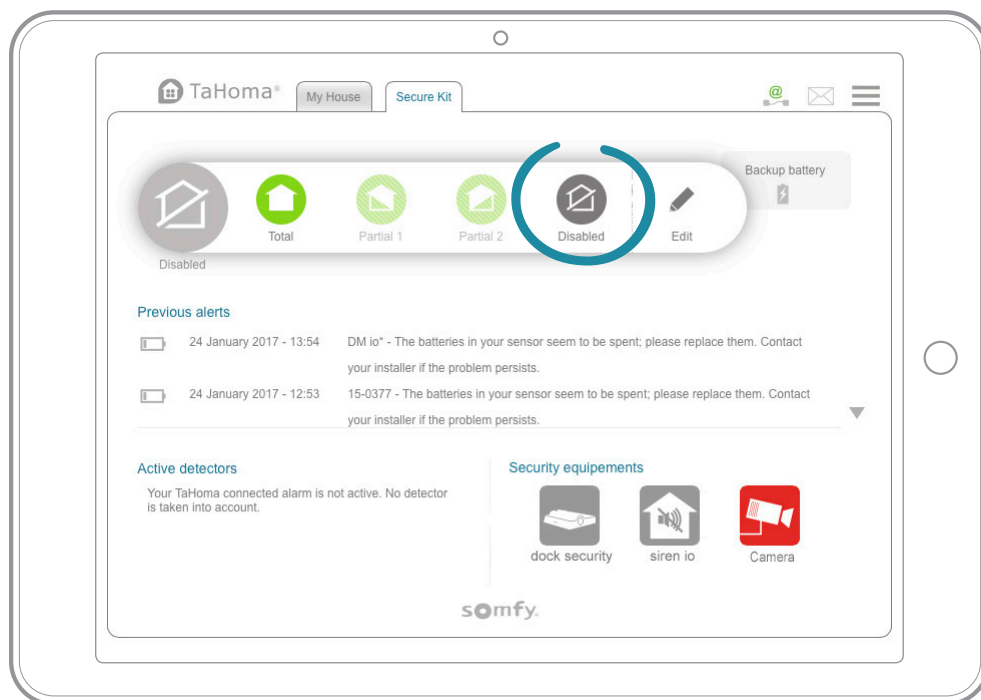 TaHoma®
My House
Secure Kit
@
Backup battery
Total
Partial 1
Partial 2
Disabled
Edit
Disabled
Previous alerts
24 January 2017 - 13:54 DM io* - The batteries in your sensor seem to be spent; please replace them. Contact
your installer if the problem persists.
24 January 2017 - 12:53 15-0377 - The batteries in your sensor seem to be spent; please replace them. Contact
your installer if the problem persists.
Active detectors
Your TaHoma connected alarm is not active. No detector
is taken into account.
Security equipements
dock security
siren io
Camera
somfy.